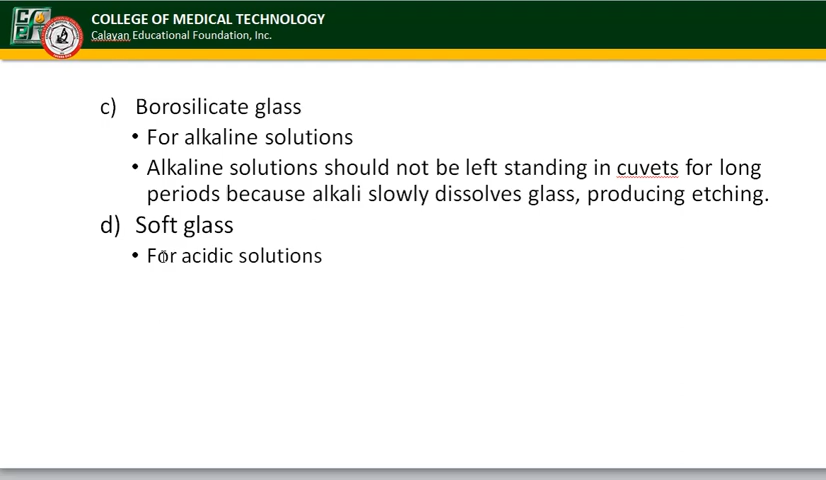 COLLEGE OF MEDICAL TECHNOLOGY
Calayan Educational Foundation, Inc.
c) Borosilicate glass
• For alkaline solutions
• Alkaline solutions should not be left standing in cuvets for long
periods because alkali slowly dissolves glass, producing etching.
d) Soft glass
• For acidic solutions